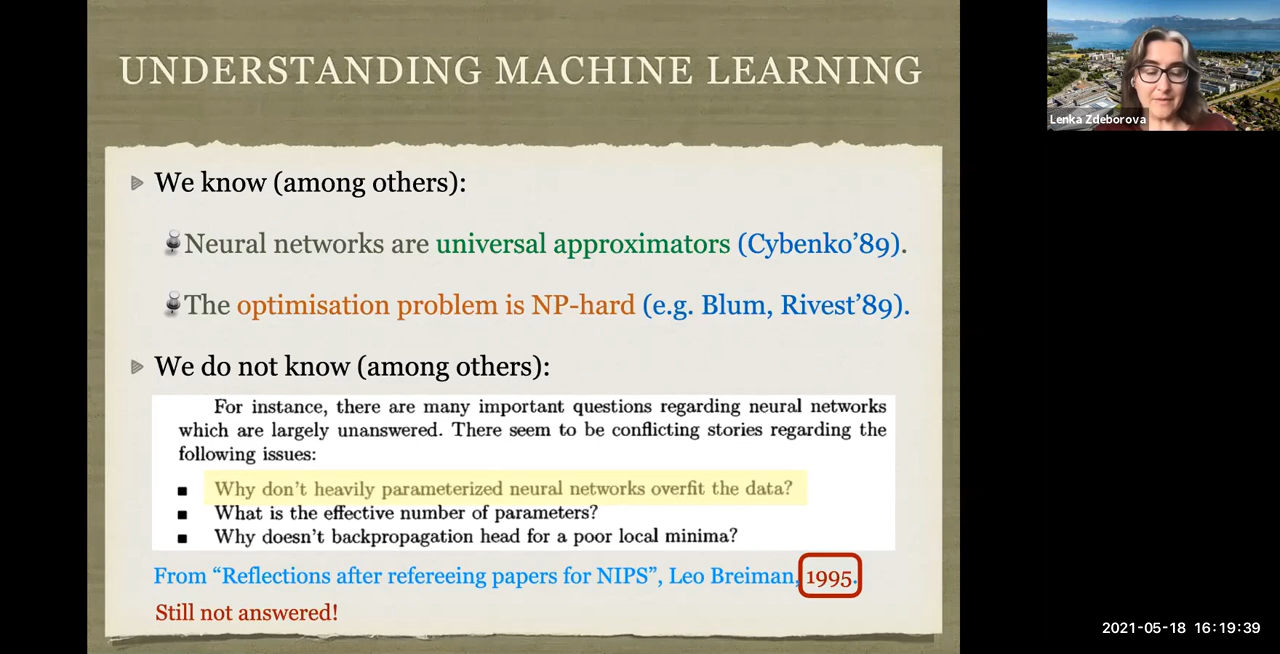 UNDERSTANDING MACHINE LEARNING
We know (among others):
Neural networks are universal approximators (Cybenko’89).
The optimisation problem is NP-hard (e.g. Blum, Rivest’89).
We do not know (among others):
For instance, there are many important questions regarding neural networks
which are largely unanswered. There seem to be conflicting stories regarding the
following issues:
Why don’t heavily parameterized neural networks overfit the data?
What is the effective number of parameters?
Why doesn’t backpropagation head for a poor local minima?
From “Reflections after refereeing papers for NIPS”, Leo Breiman, 1995.
Still not answered!
Lenka Zdeborova
2021-05-18 16:19:39